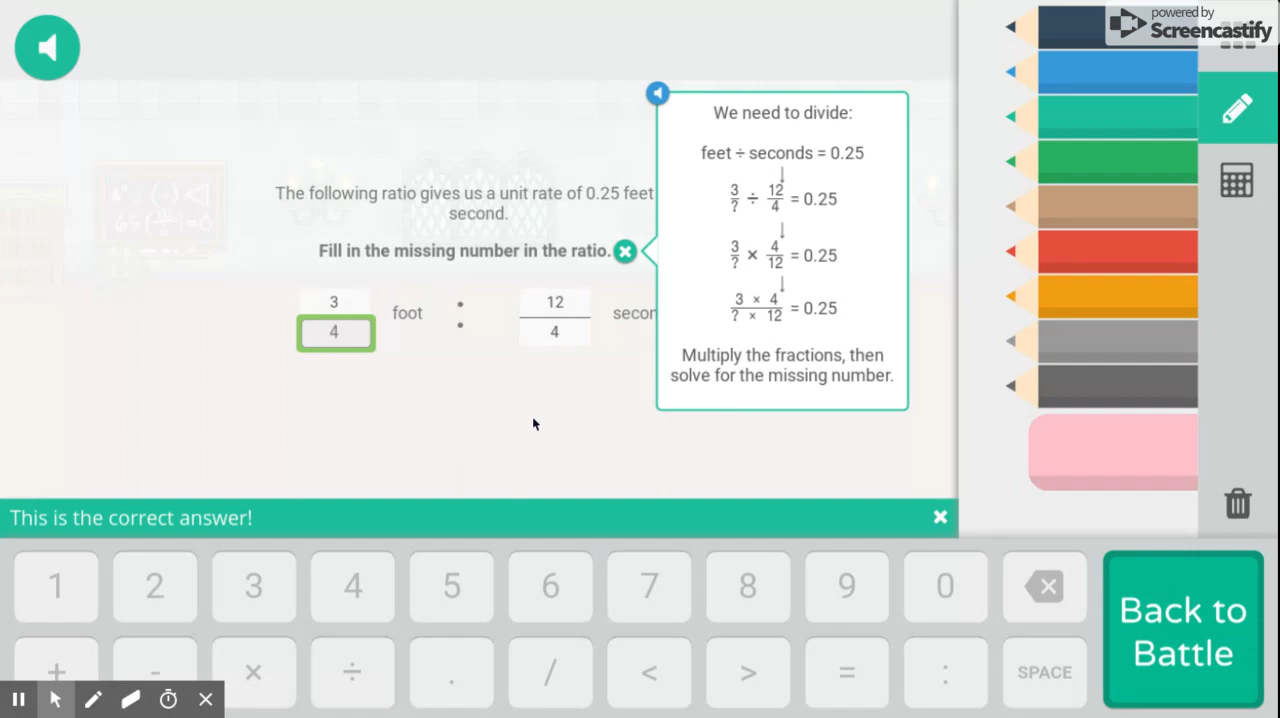 powered by
Screencastify
We need to divide:
feet ÷ seconds = 0.25
3/? ÷ 12/4 = 0.25
3/? × 4/12 = 0.25
3 × 4 / ? × 12 = 0.25
Multiply the fractions, then
solve for the missing number.
The following ratio gives us a unit rate of 0.25 feet
second.
Fill in the missing number in the ratio.
3
4
foot
:
12
4
secon
This is the correct answer!
1 2 3 4 5 6 7 8 9 0
+ - × ÷ . / < > = : SPACE
Back to
Battle